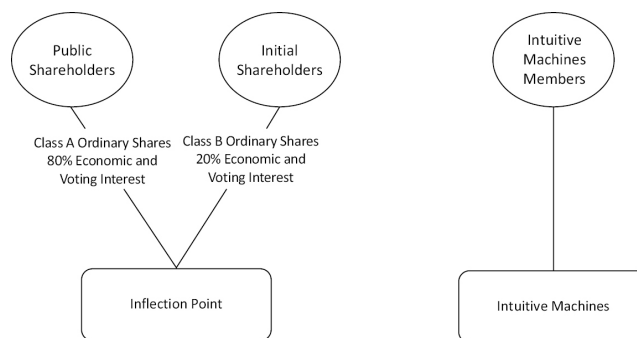 Public
Shareholders
Initial
Shareholders
Intuitive
Machines
Members
Class A Ordinary Shares
80% Economic and
Voting Interest
Class B Ordinary Shares
20% Economic and
Voting Interest
Inflection Point
Intuitive Machines